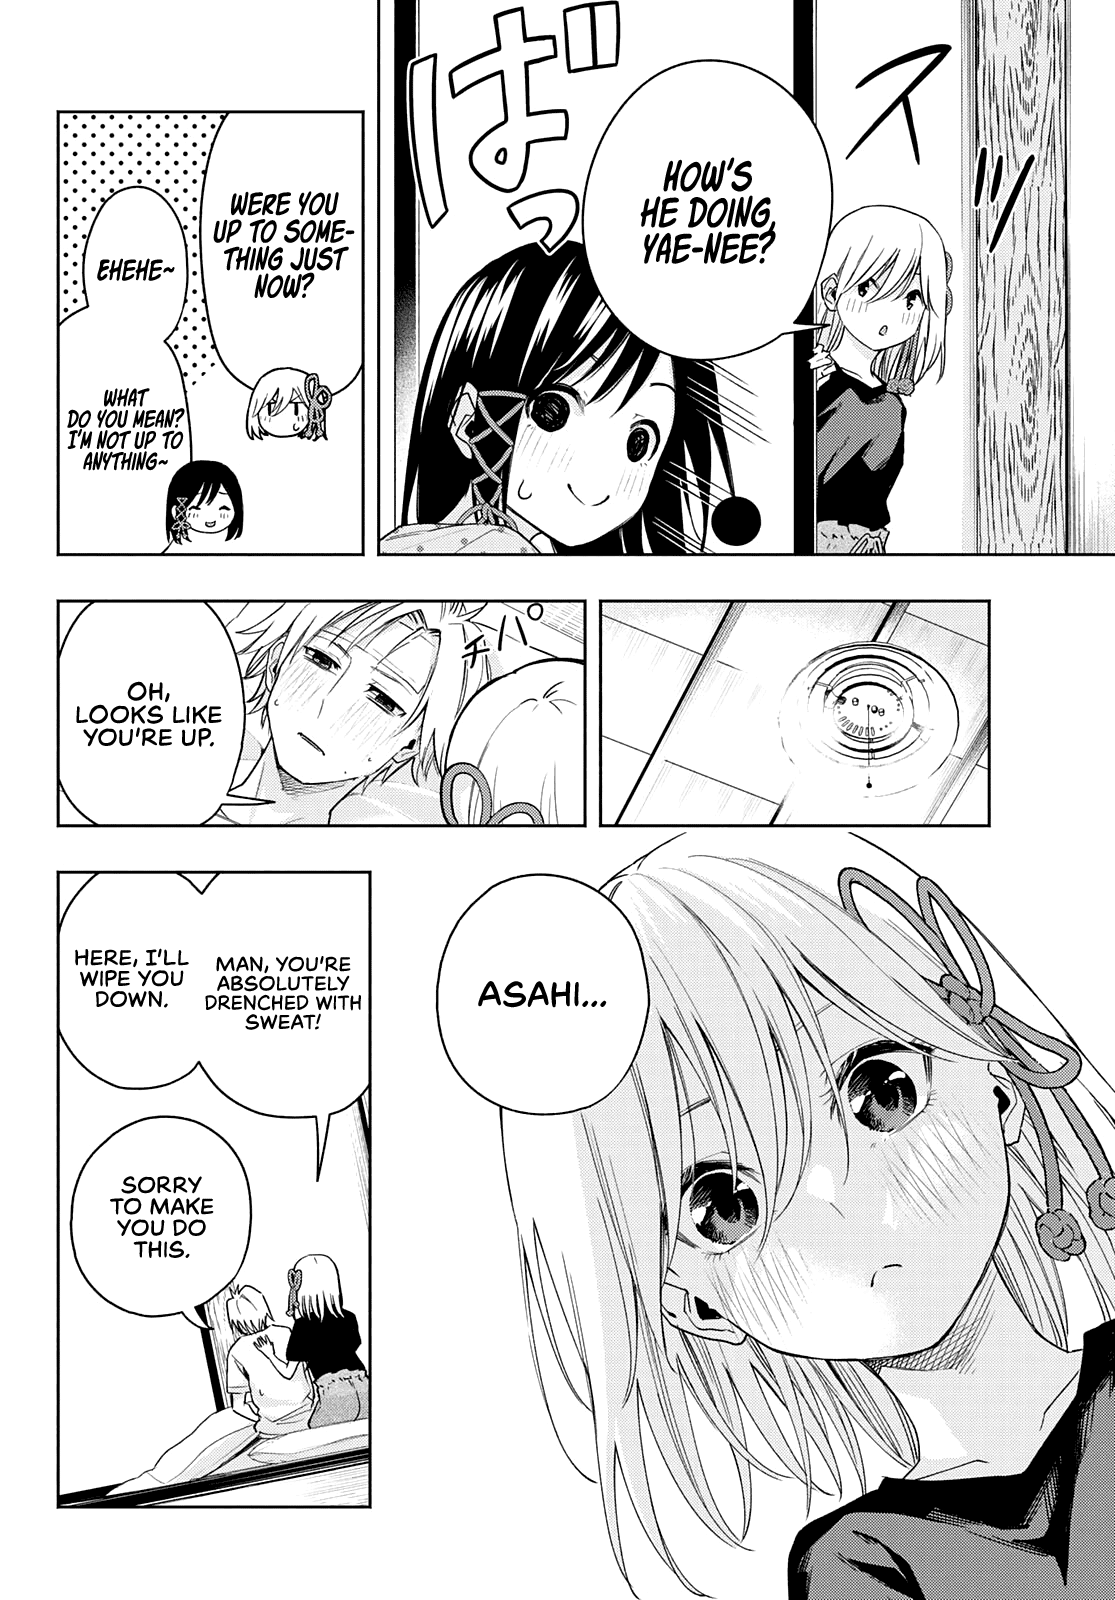 スッ
HOW'S
HE DOING,
YAE-NEE?
ばっ
WERE YOU
UP TO SOME-
THING JUST
NOW?
EHEHE~
WHAT
DO YOU MEAN?
I'M NOT UP TO
ANYTHING~
パチ
OH,
LOOKS LIKE
YOU'RE UP.
ASAHI...
MAN, YOU'RE
ABSOLUTELY
DRENCHED WITH
SWEAT!
HERE, I'LL
WIPE YOU
DOWN.
SORRY
TO MAKE
YOU DO
THIS.